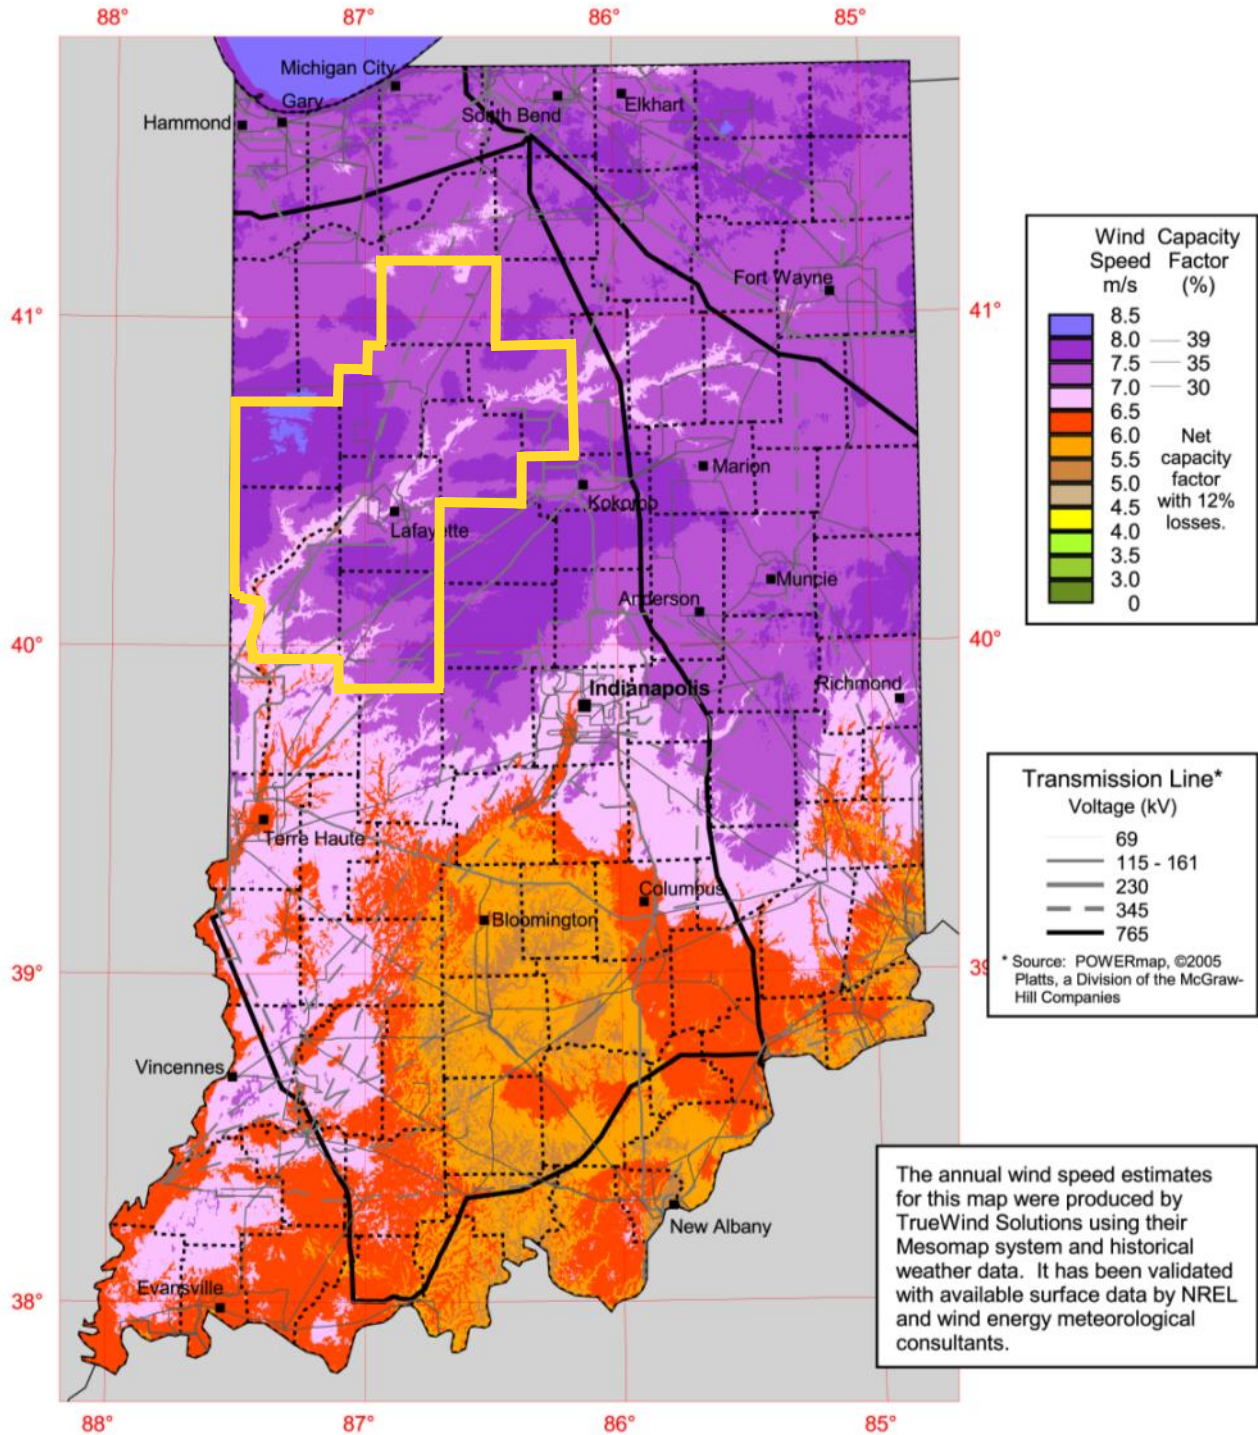 88° 87° 86° 85°
Michigan City
Gary
Hammond
South Bend
Elkhart
Fort Wayne
41° 41°
Marion
Kokomo
Lafayette
Muncie
Anderson
40° 40°
Richmond
Indianapolis
Terre Haute
Columbus
Bloomington
39° 39
Vincennes
New Albany
Evansville
38° 38°
88° 87° 86° 85°
Wind Capacity
Speed Factor
m/s (%)
8.5
8.0 39
7.5 35
7.0 30
6.5
6.0
5.5
5.0
4.5
4.0
3.5
3.0
0
Net
capacity
factor
with 12%
losses.
Transmission Line*
Voltage (kV)
69
115 - 161
230
345
765
* Source: POWERmap, ©2005
Platts, a Division of the McGraw-
Hill Companies
The annual wind speed estimates
for this map were produced by
TrueWind Solutions using their
Mesomap system and historical
weather data. It has been validated
with available surface data by NREL
and wind energy meteorological
consultants.